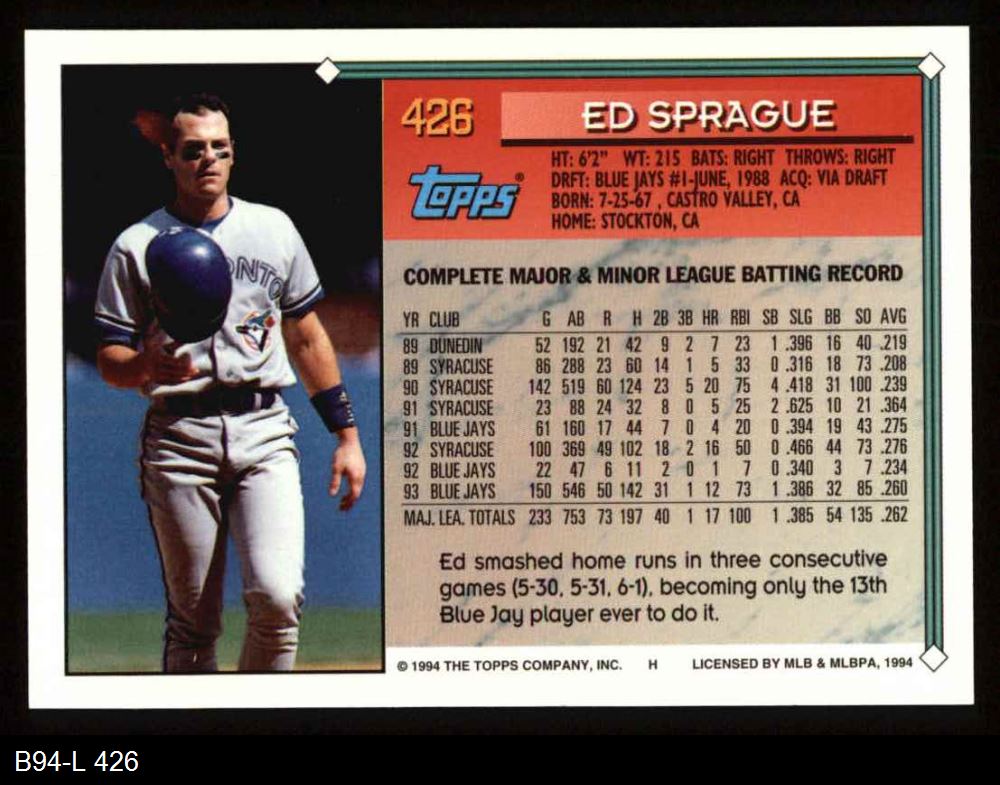 426
ED SPRAGUE
Topps®
HT: 6'2" WT: 215 BATS: RIGHT THROWS: RIGHT
DRFT: BLUE JAYS #1-JUNE, 1988 ACQ: VIA DRAFT
BORN: 7-25-67 , CASTRO VALLEY, CA
HOME: STOCKTON, CA
ONTO
COMPLETE MAJOR & MINOR LEAGUE BATTING RECORD
YR CLUB G AB R H 2B 3B HR RBI SB SLG BB SO AVG
89 DUNEDIN 52 192 21 42 9 2 7 23 1 .396 16 40 .219
89 SYRACUSE 86 288 23 60 14 1 5 33 0 .316 18 73 .208
90 SYRACUSE 142 519 60 124 23 5 20 75 4 .418 31 100 .239
91 SYRACUSE 23 88 24 32 8 0 5 25 2 .625 10 21 .364
91 BLUE JAYS 61 160 17 44 7 0 4 20 0 .394 19 43 .275
92 SYRACUSE 100 369 49 102 18 2 16 50 0 .466 44 73 .276
92 BLUE JAYS 22 47 6 11 2 0 1 7 0 .340 3 7 .234
93 BLUE JAYS 150 546 50 142 31 1 12 73 1 .386 32 85 .260
MAJ. LEA. TOTALS 233 753 73 197 40 1 17 100 1 .385 54 135 .262
Ed smashed home runs in three consecutive
games (5-30, 5-31, 6-1), becoming only the 13th
Blue Jay player ever to do it.
© 1994 THE TOPPS COMPANY, INC. H LICENSED BY MLB & MLBPA, 1994
B94-L 426